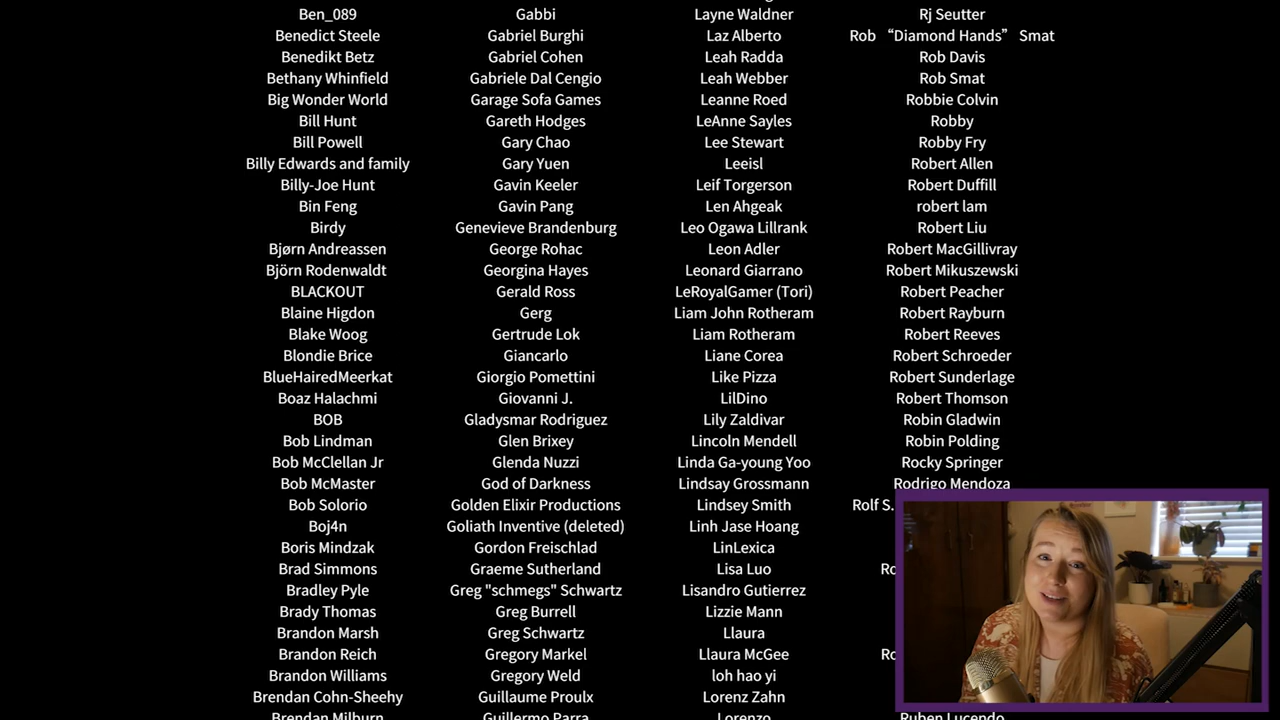 Ben_089
Benedict Steele
Benedikt Betz
Bethany Whinfield
Big Wonder World
Bill Hunt
Bill Powell
Billy Edwards and family
Billy-Joe Hunt
Bin Feng
Birdy
Bjørn Andreassen
Björn Rodenwaldt
BLACKOUT
Blaine Higdon
Blake Woog
Blondie Brice
BlueHairedMeerkat
Boaz Halachmi
BOB
Bob Lindman
Bob McClellan Jr
Bob McMaster
Bob Solorio
Boj4n
Boris Mindzak
Brad Simmons
Bradley Pyle
Brady Thomas
Brandon Marsh
Brandon Reich
Brandon Williams
Brendan Cohn-Sheehy
Brendan Milburn
Gabbi
Gabriel Burghi
Gabriel Cohen
Gabriele Dal Cengio
Garage Sofa Games
Gareth Hodges
Gary Chao
Gary Yuen
Gavin Keeler
Gavin Pang
Genevieve Brandenburg
George Rohac
Georgina Hayes
Gerald Ross
Gerg
Gertrude Lok
Giancarlo
Giorgio Pomettini
Giovanni J.
Gladysmar Rodriguez
Glen Brixey
Glenda Nuzzi
God of Darkness
Golden Elixir Productions
Goliath Inventive (deleted)
Gordon Freischlad
Graeme Sutherland
Greg "schmegs" Schwartz
Greg Burrell
Greg Schwartz
Gregory Markel
Gregory Weld
Guillaume Proulx
Guillermo Parra
Layne Waldner
Laz Alberto
Leah Radda
Leah Webber
Leanne Roed
LeAnne Sayles
Lee Stewart
Leeisl
Leif Torgerson
Len Ahgeak
Leo Ogawa Lillrank
Leon Adler
Leonard Giarrano
LeRoyalGamer (Tori)
Liam John Rotheram
Liam Rotheram
Liane Corea
Like Pizza
LilDino
Lily Zaldivar
Lincoln Mendell
Linda Ga-young Yoo
Lindsay Grossmann
Lindsey Smith
Linh Jase Hoang
LinLexica
Lisa Luo
Lisandro Gutierrez
Lizzie Mann
Llaura
Llaura McGee
loh hao yi
Lorenz Zahn
Lorenzo
Rj Seutter
Rob “Diamond Hands” Smat
Rob Davis
Rob Smat
Robbie Colvin
Robby
Robby Fry
Robert Allen
Robert Duffill
robert lam
Robert Liu
Robert MacGillivray
Robert Mikuszewski
Robert Peacher
Robert Rayburn
Robert Reeves
Robert Schroeder
Robert Sunderlage
Robert Thomson
Robin Gladwin
Robin Polding
Rocky Springer
Rodrigo Mendoza
Rolf S.
Ro
Ro
Ruben Lucendo